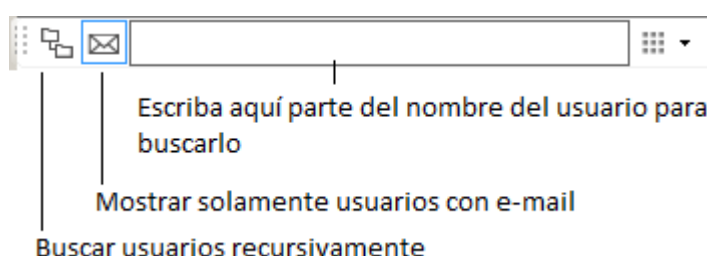 Escriba aquí parte del nombre del usuario para
buscarlo
Mostrar solamente usuarios con e-mail
Buscar usuarios recursivamente